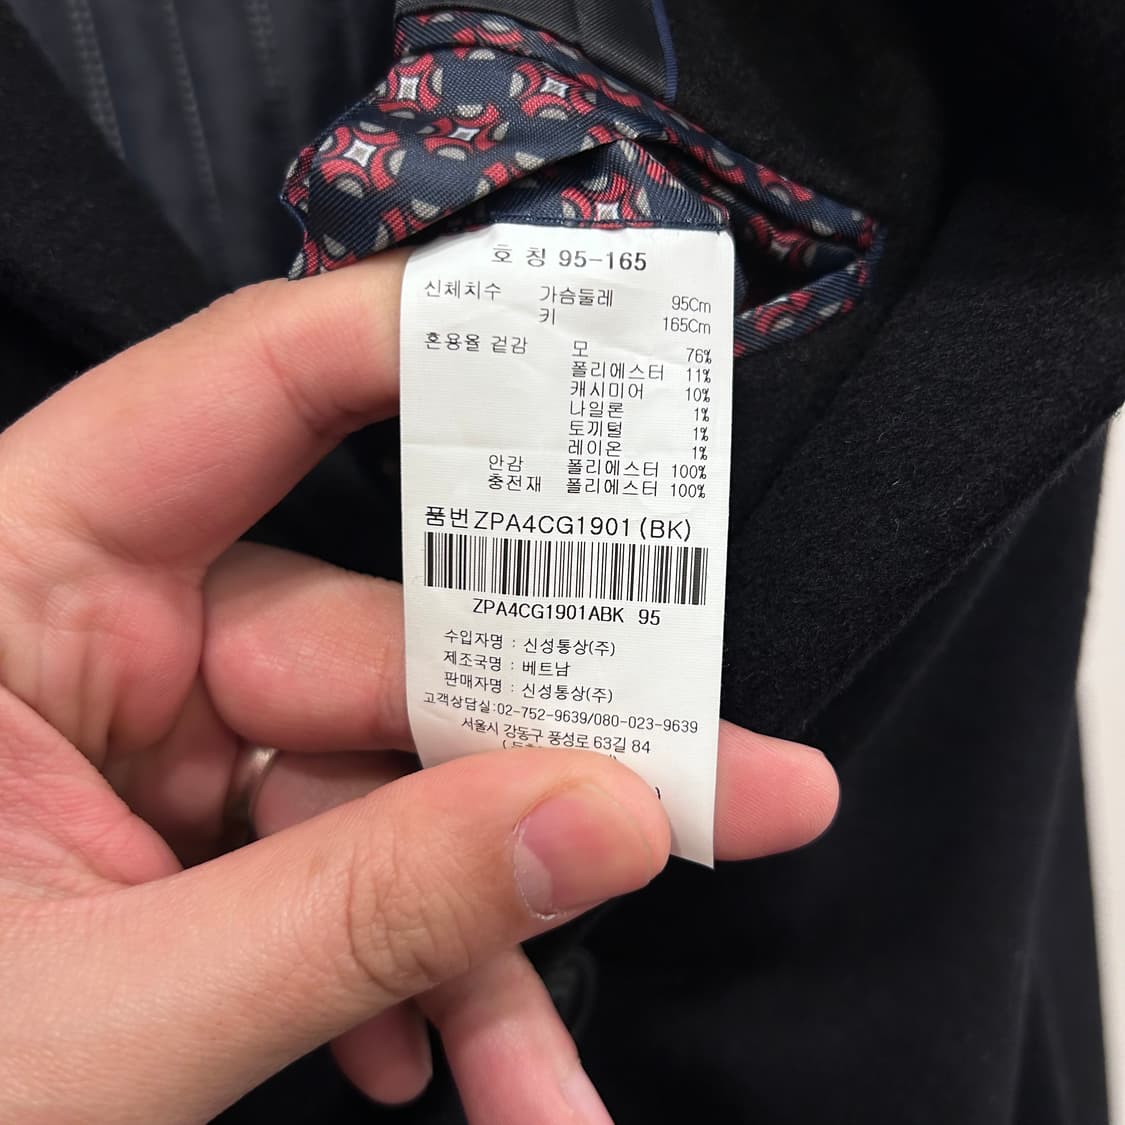 호 칭 95-165
신체치수 가슴둘레 95Cm
키 165Cm
혼용율 겉감 모 76%
폴리에스터 11%
캐시미어 10%
나일론 1%
토끼털 1%
레이온 1%
안감 폴리에스터 100%
충전재 폴리에스터 100%
품번ZPA4CG1901(BK)
ZPA4CG1901ABK 95
수입자명 : 신성통상(주)
제조국명 : 베트남
판매자명 : 신성통상(주)
고객상담실:02-752-9639/080-023-9639
서울시 강동구 풍성로 63길 84